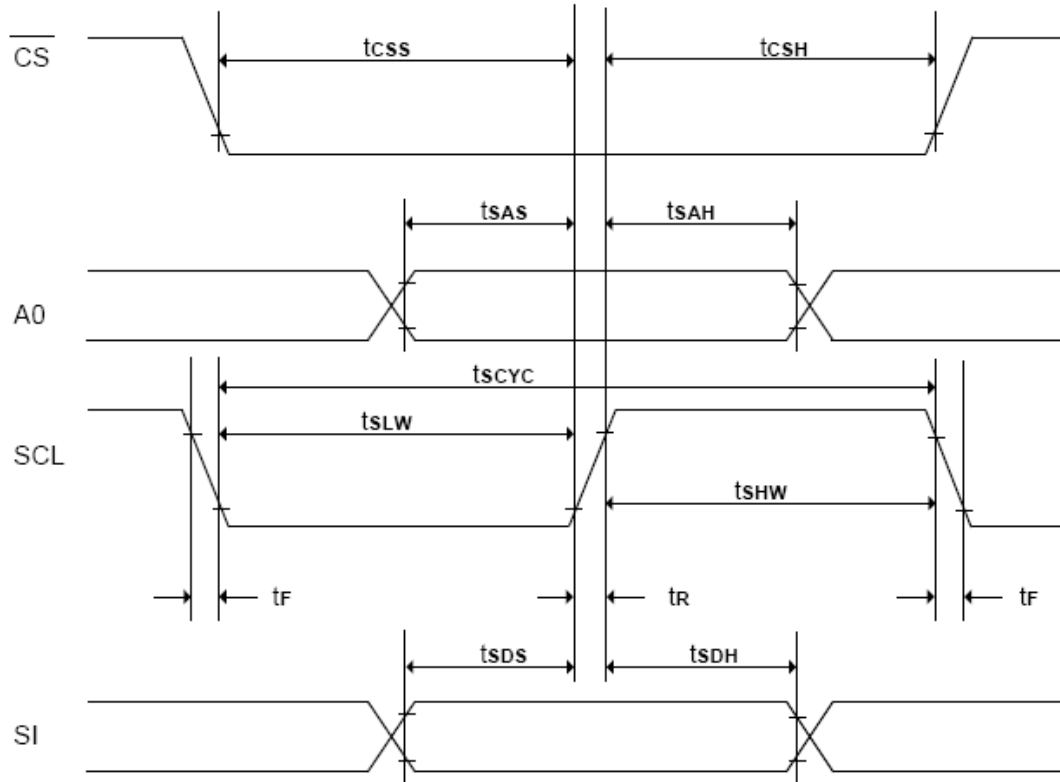 CS
tCSS
tCSH
tSAS
tSAH
A0
tSCYC
tSLW
SCL
tSHW
tF
tR
tF
tSDS
tSDH
SI